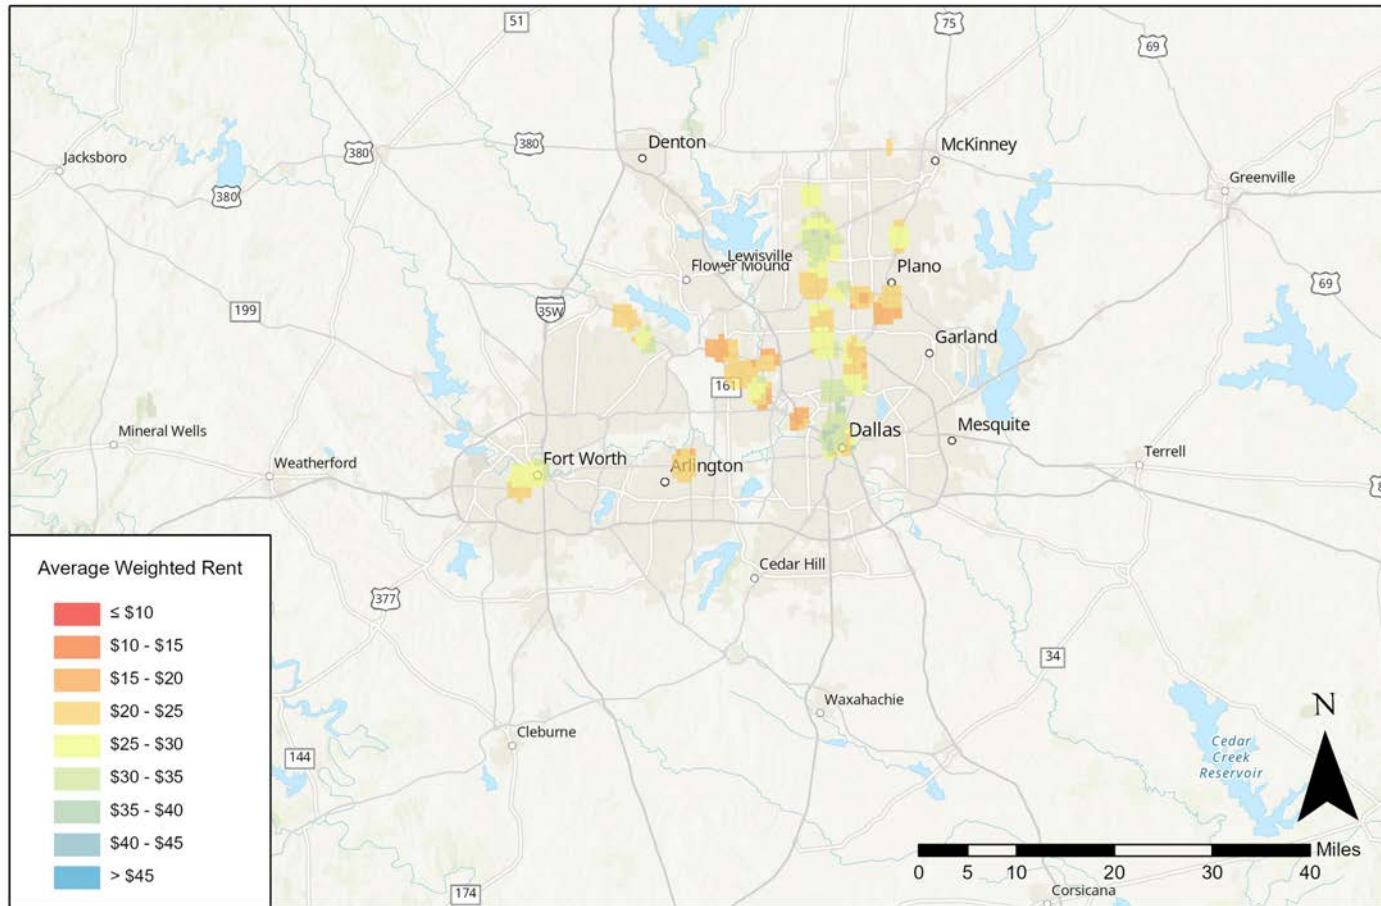 51
75
69
Denton
380
380
McKinney
Jacksboro
Greenville
380
Lewisville
Flower Mound
Plano
69
199
35W
Garland
161
Mineral Wells
Dallas
Mesquite
Weatherford
Fort Worth
Arlington
Terrell
8
Cedar Hill
Average Weighted Rent
≤ $10
$10 - $15
$15 - $20
$20 - $25
$25 - $30
$30 - $35
$35 - $40
$40 - $45
> $45
377
34
Waxahachie
N
Cleburne
144
Cedar
Creek
Reservoir
Miles
0 5 10 20 30 40
174
Corsicana